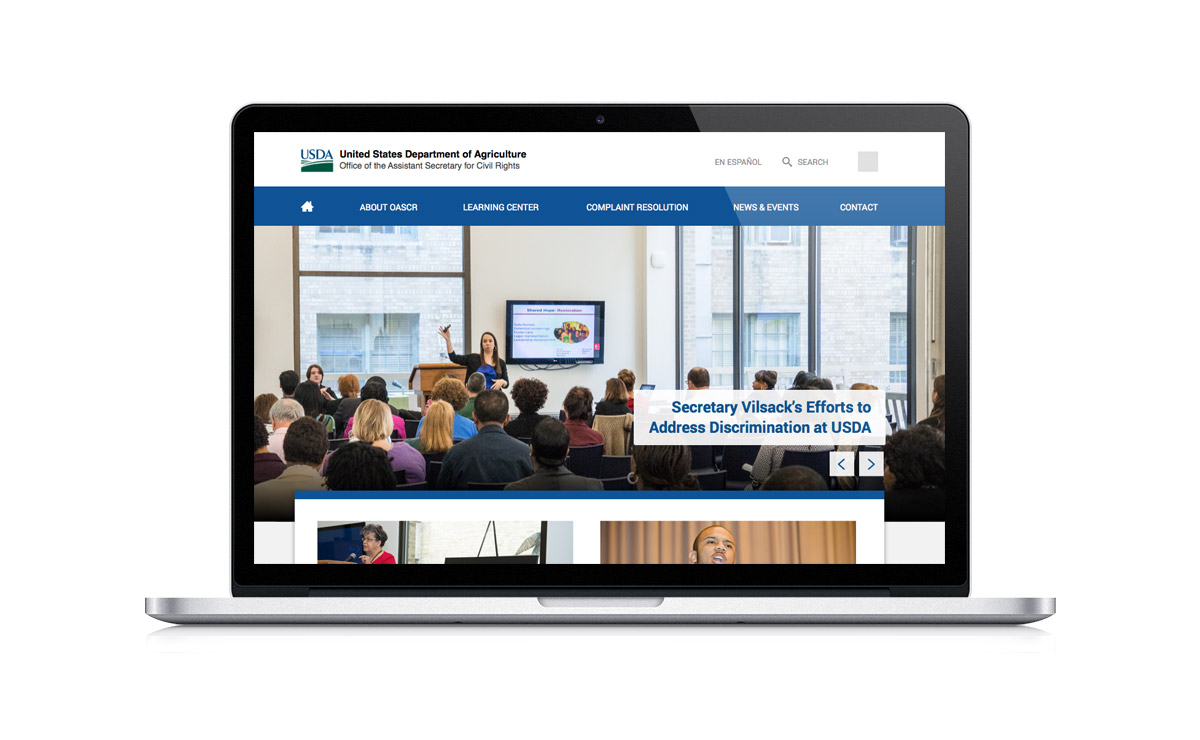 USDA
United States Department of Agriculture
Office of the Assistant Secretary for Civil Rights
EN ESPAÑOL
SEARCH
ABOUT OASCR
LEARNING CENTER
COMPLAINT RESOLUTION
NEWS & EVENTS
CONTACT
Shared Hope: Restoration
Secretary Vilsack’s Efforts to
Address Discrimination at USDA